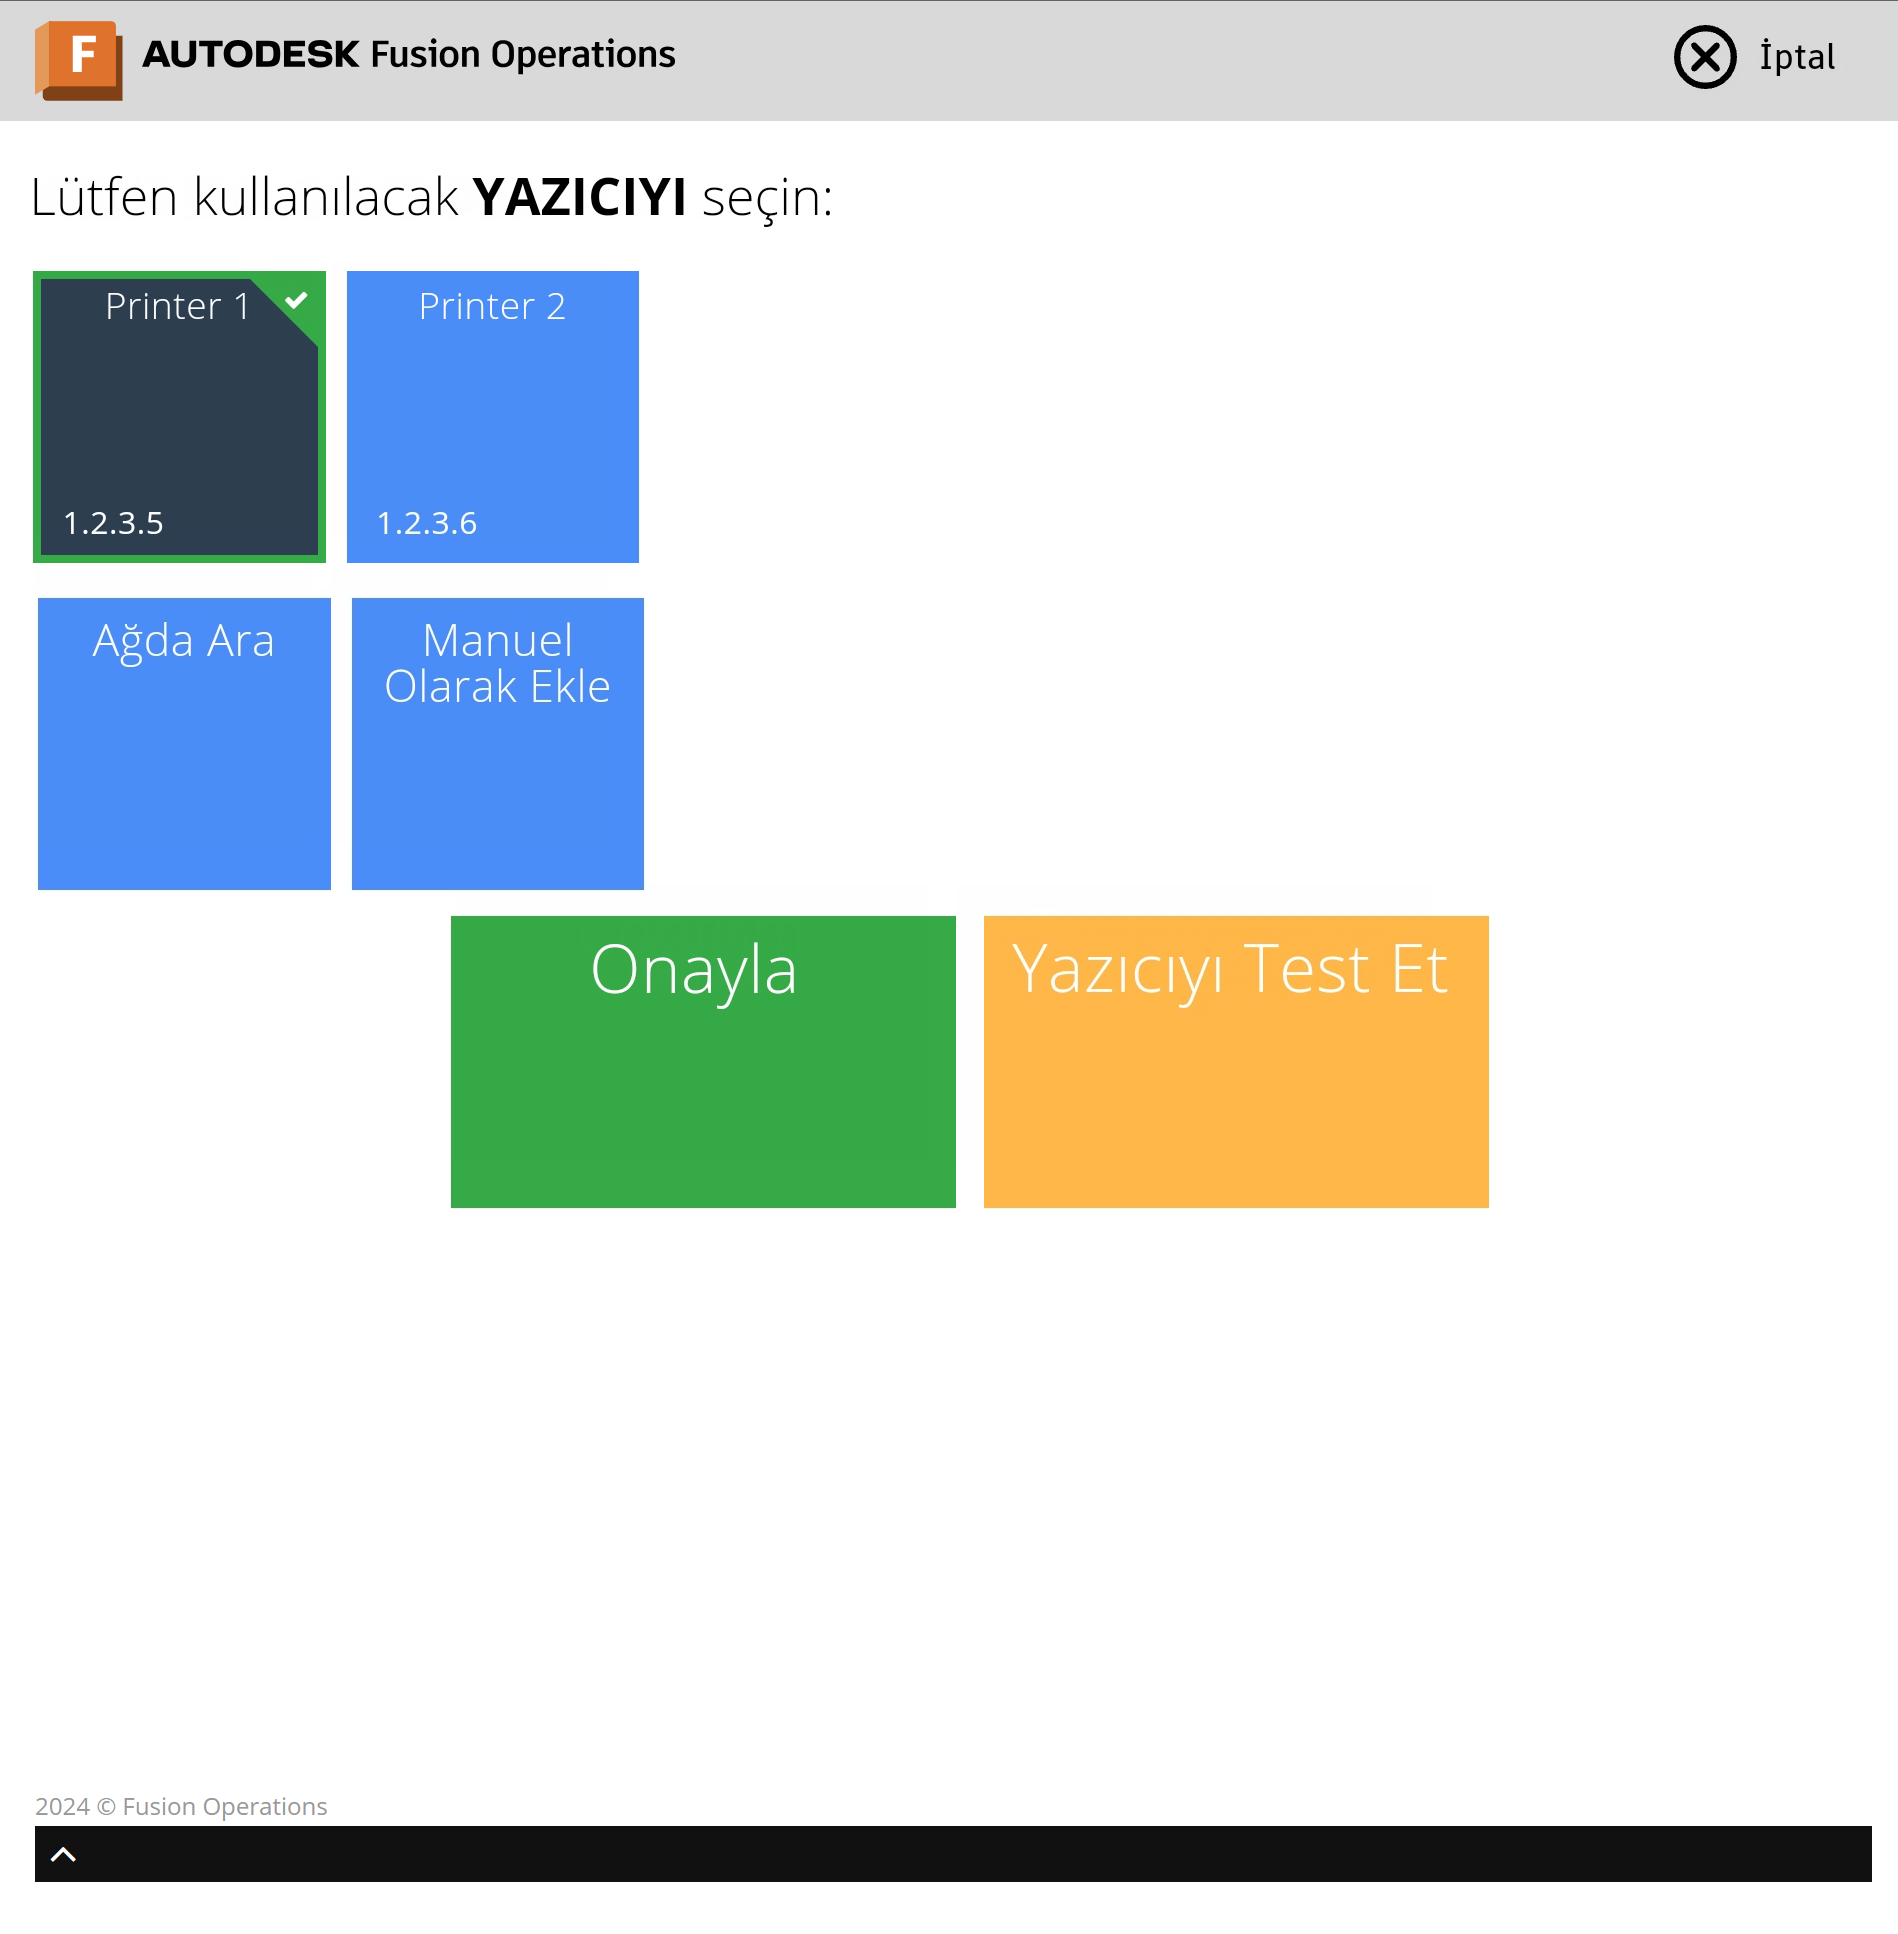 F AUTODESK Fusion Operations
İptal
Lütfen kullanılacak YAZICIYI seçin:
Printer 1
1.2.3.5
Printer 2
1.2.3.6
Ağda Ara
Manuel
Olarak Ekle
Onayla
Yazıcıyı Test Et
2024 © Fusion Operations